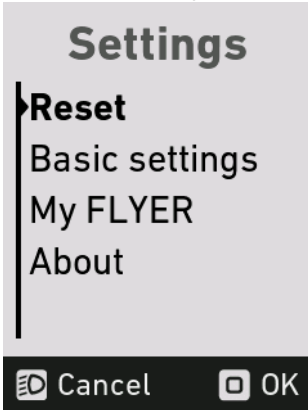 Settings
Reset
Basic settings
My FLYER
About
Cancel OK